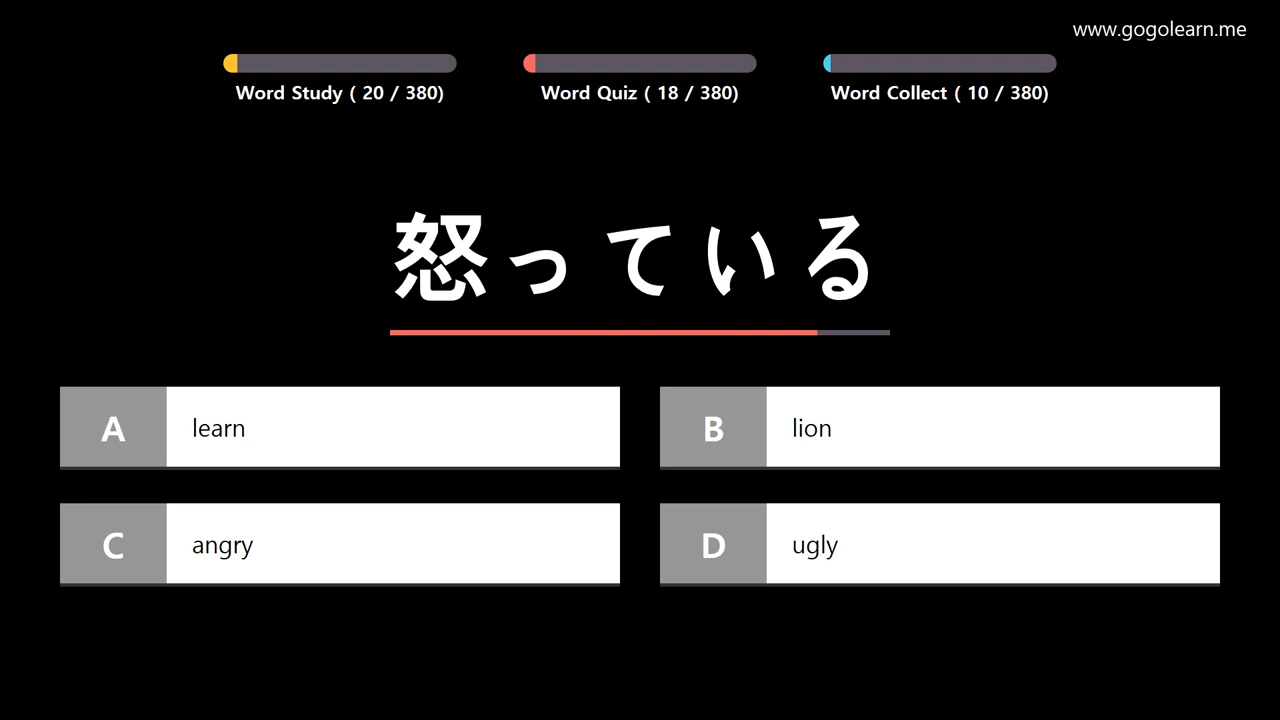 www.gogolearn.me
Word Study ( 20 / 380)
Word Quiz ( 18 / 380)
Word Collect ( 10 / 380)
怒っている
A learn
B lion
C angry
D ugly